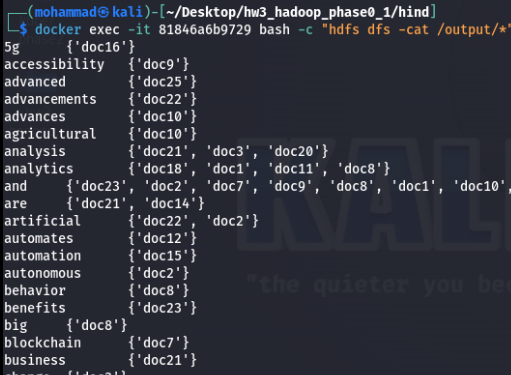 (mohammad㉿kali)-[~/Desktop/hw3_hadoop_phase0_1/hind]
$ docker exec -it 81846a6b9729 bash -c "hdfs dfs -cat /output/*"
5g {'doc16'}
accessibility {'doc9'}
advanced {'doc25'}
advancements {'doc22'}
advances {'doc10'}
agricultural {'doc10'}
analysis {'doc21', 'doc3', 'doc20'}
analytics {'doc18', 'doc1', 'doc11', 'doc8'}
and {'doc23', 'doc2', 'doc7', 'doc9', 'doc8', 'doc1', 'doc10',
are {'doc21', 'doc14'}
artificial {'doc22', 'doc2'}
automates {'doc12'}
automation {'doc15'}
autonomous {'doc2'}
behavior {'doc8'}
benefits {'doc23'}
big {'doc8'}
blockchain {'doc7'}
business {'doc21'}
KAL
"the quieter you be